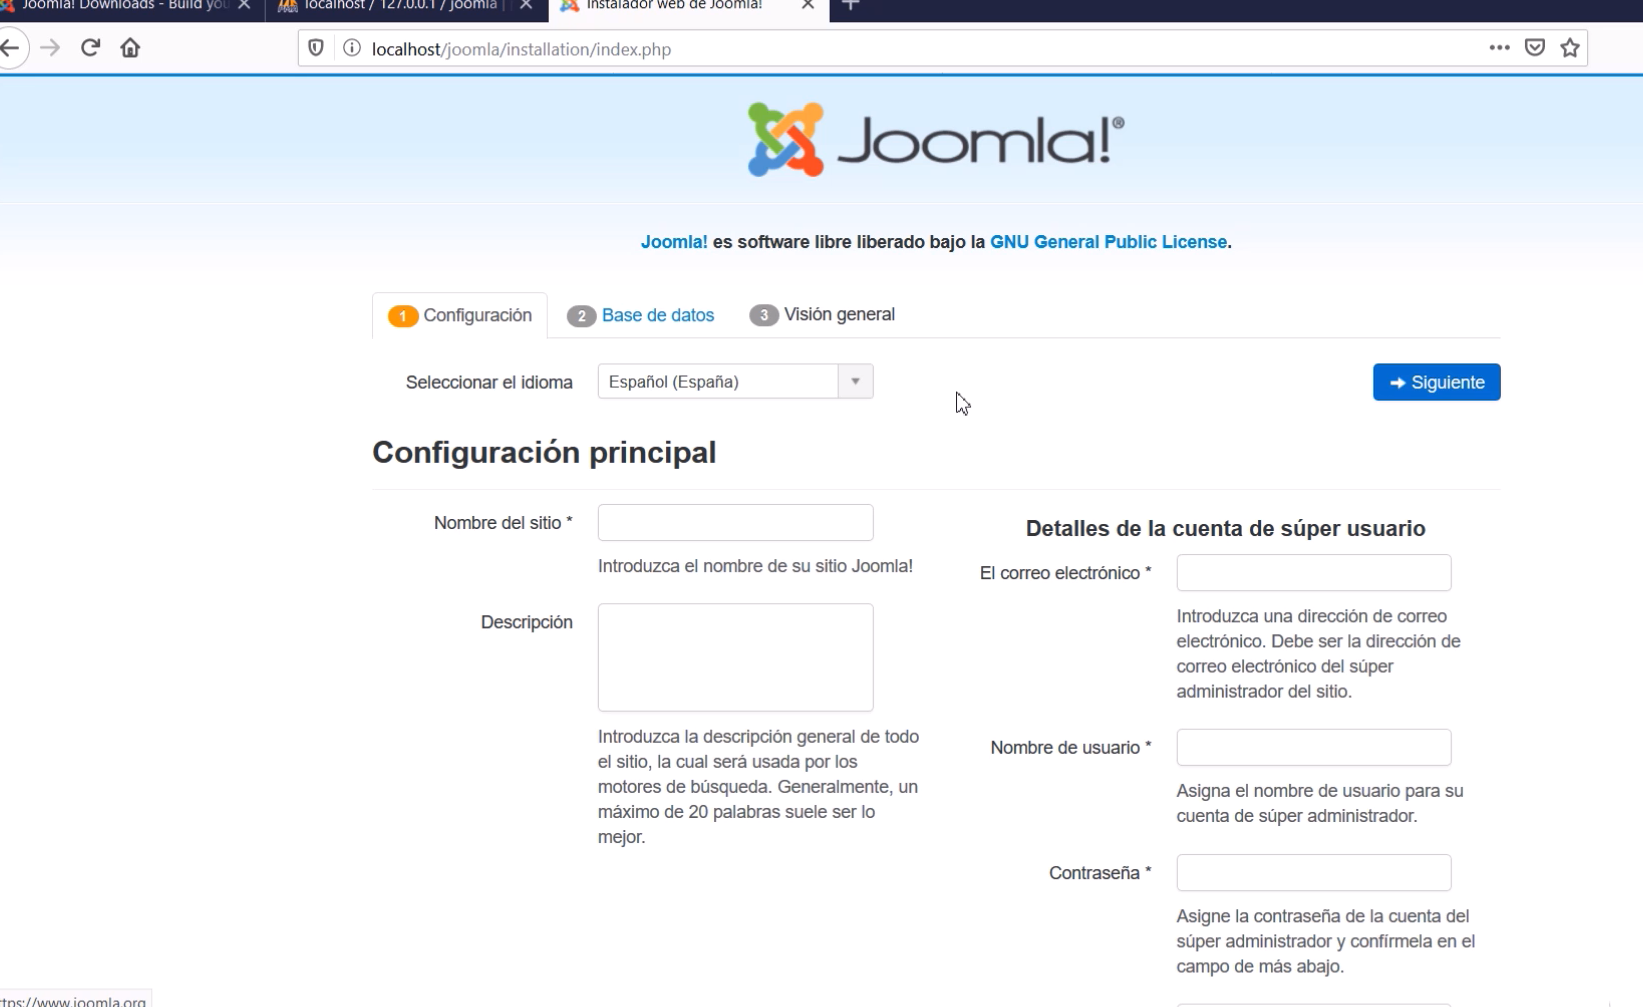 Joomla! Downloads - Build you
localhost / 127.0.0.1 / joomla |
Instalador web de Joomla!
localhost/joomla/installation/index.php
Joomla!®
Joomla! es software libre liberado bajo la GNU General Public License.
1 Configuración
2 Base de datos
3 Visión general
Seleccionar el idioma
Español (España)
Siguiente
Configuración principal
Nombre del sitio *
Introduzca el nombre de su sitio Joomla!
Descripción
Introduzca la descripción general de todo
el sitio, la cual será usada por los
motores de búsqueda. Generalmente, un
máximo de 20 palabras suele ser lo
mejor.
Detalles de la cuenta de súper usuario
El correo electrónico *
Introduzca una dirección de correo
electrónico. Debe ser la dirección de
correo electrónico del súper
administrador del sitio.
Nombre de usuario *
Asigna el nombre de usuario para su
cuenta de súper administrador.
Contraseña *
Asigne la contraseña de la cuenta del
súper administrador y confírmela en el
campo de más abajo.
ttps://www.joomla.org